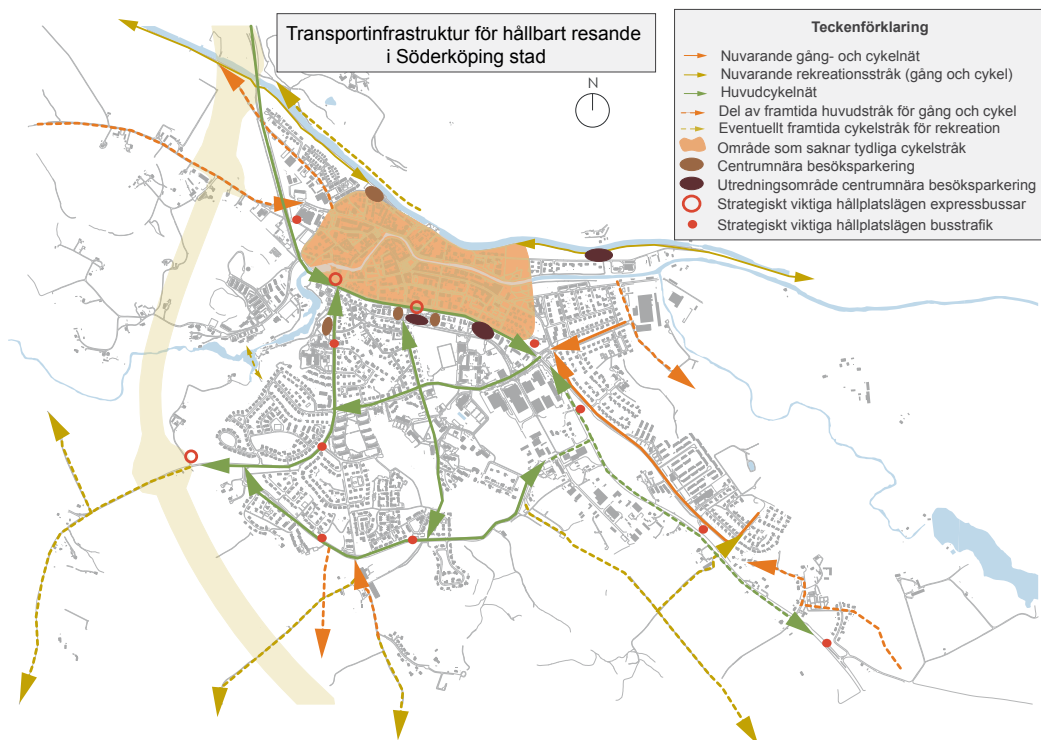 Transportinfrastruktur för hållbart resande
i Söderköping stad
N
Teckenförklaring
Nuvarande gång- och cykelnät
Nuvarande rekreationsstråk (gång och cykel)
Huvudcykelnät
Del av framtida huvudstråk för gång och cykel
Eventuellt framtida cykelstråk för rekreation
Område som saknar tydliga cykelstråk
Centrumnära besöksparkering
Utredningsområde centrumnära besöksparkering
Strategiskt viktiga hållplatslägen expressbussar
Strategiskt viktiga hållplatslägen busstrafik